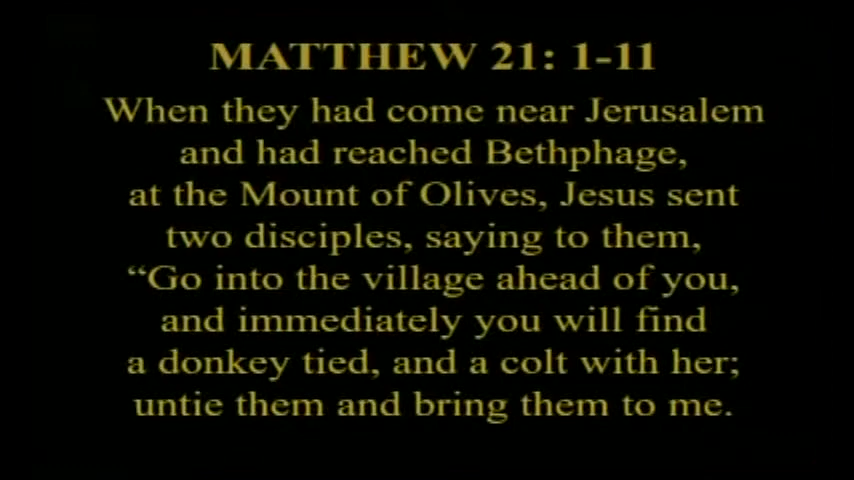 MATTHEW 21: 1-11
When they had come near Jerusalem
and had reached Bethphage,
at the Mount of Olives, Jesus sent
two disciples, saying to them,
“Go into the village ahead of you,
and immediately you will find
a donkey tied, and a colt with her;
untie them and bring them to me.